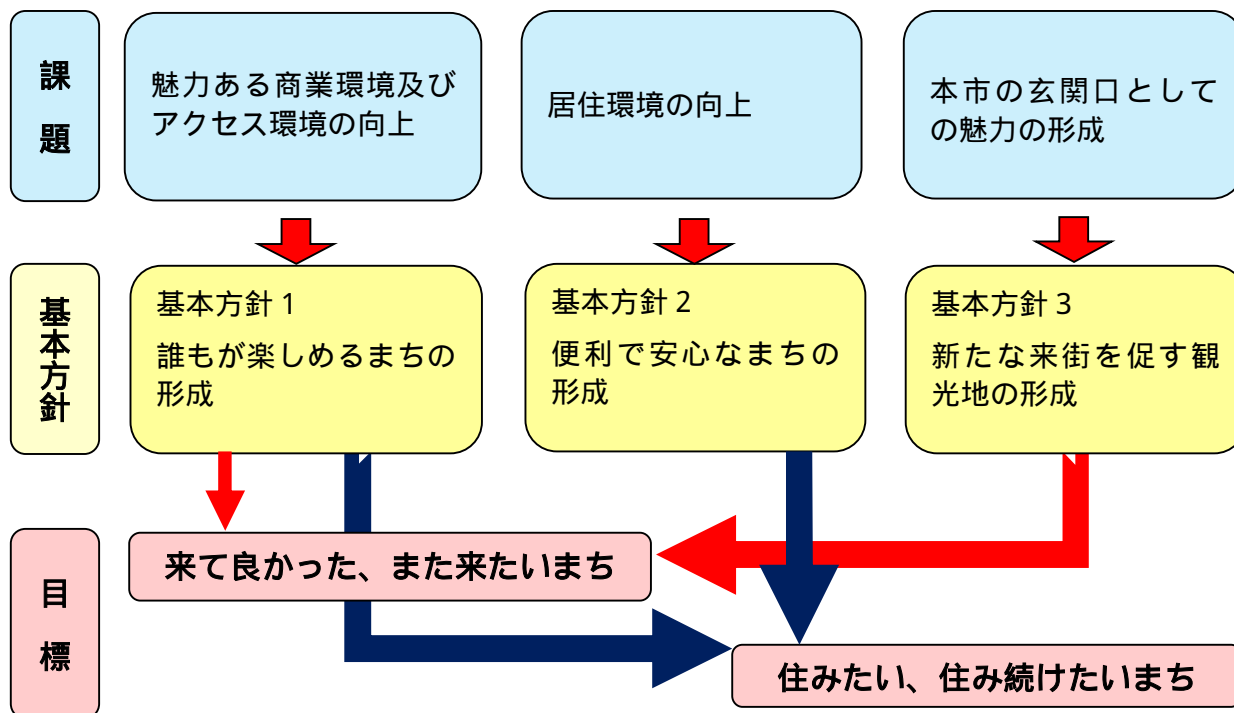 課題
魅力ある商業環境及び
アクセス環境の向上
居住環境の向上
本市の玄関口として
の魅力の形成
基本方針
基本方針1
誰もが楽しめるまちの
形成
基本方針2
便利で安心なまちの
形成
基本方針3
新たな来街を促す観
光地の形成
目標
来て良かった、また来たいまち
住みたい、住み続けたいまち